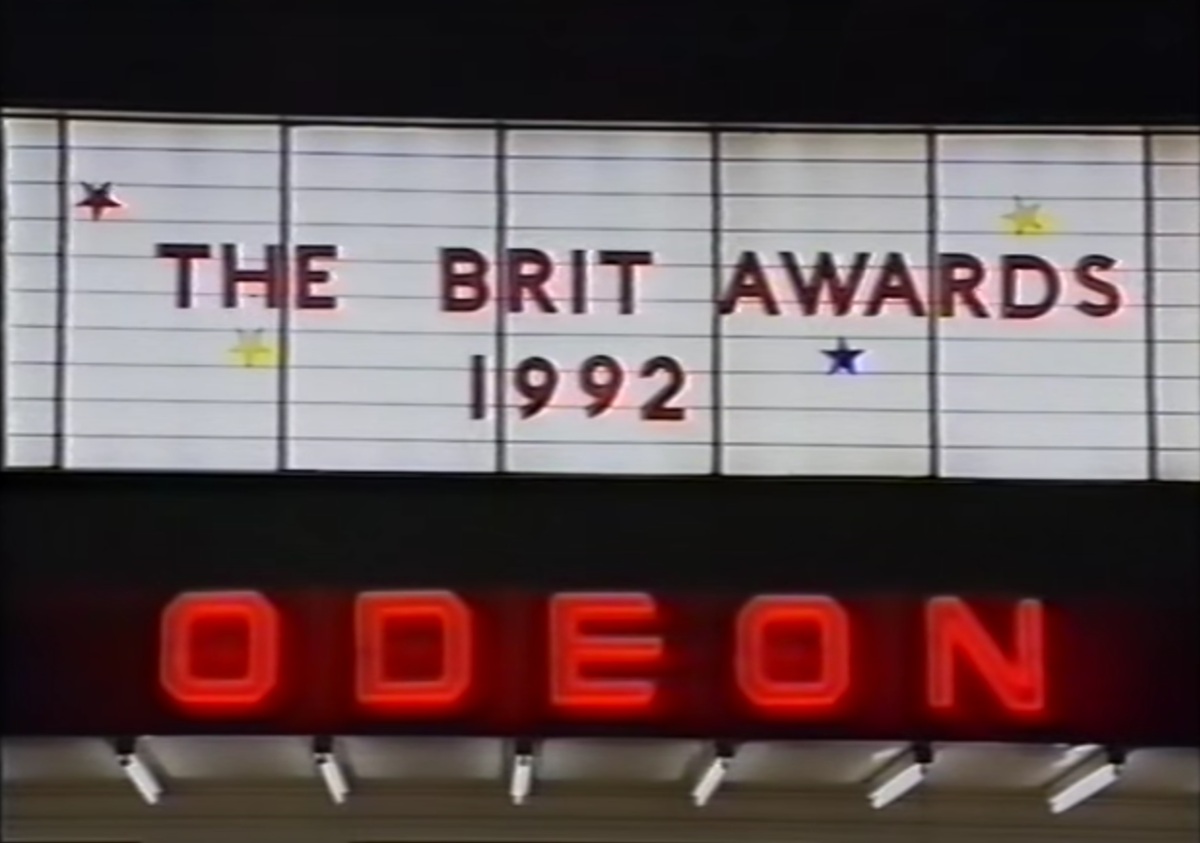 THE BRIT AWARDS
1992
ODEON